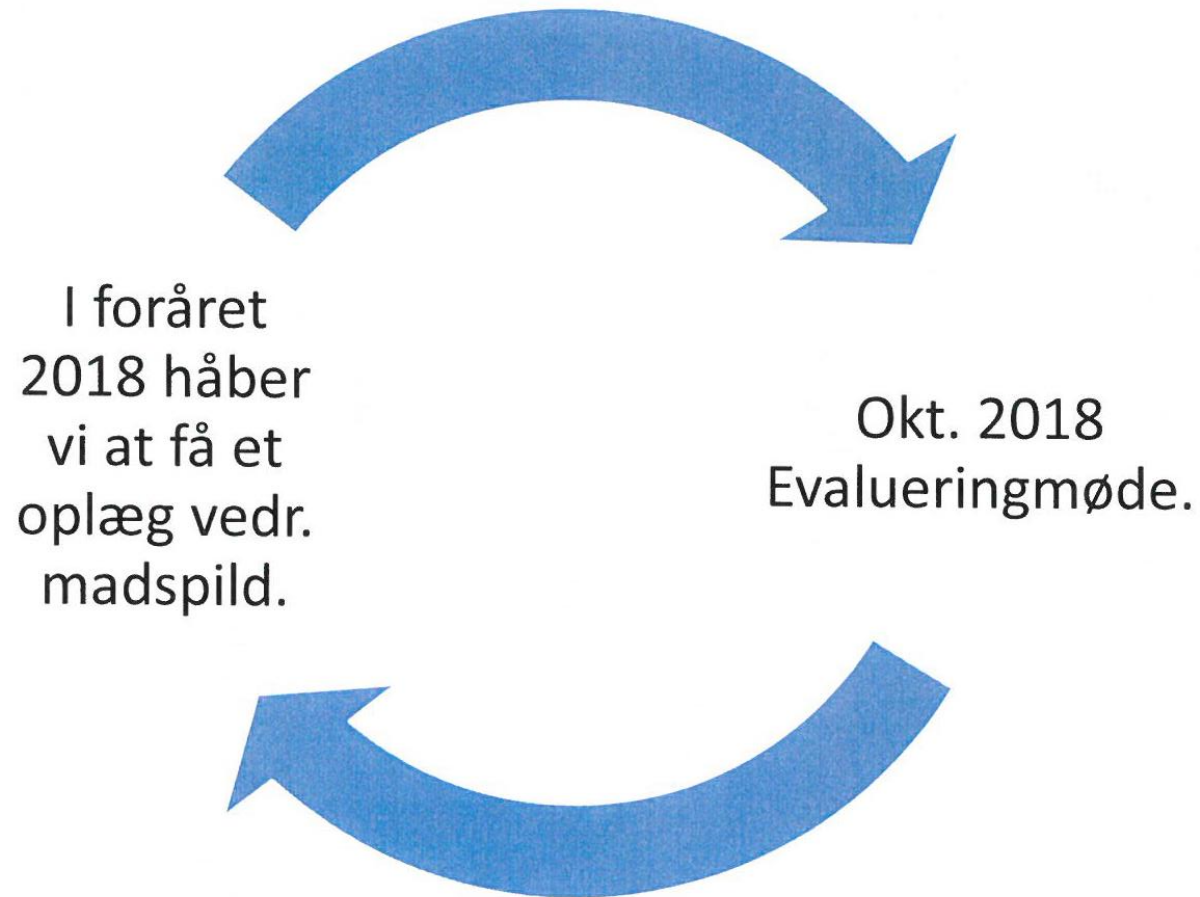 I foråret
2018 håber
vi at få et
oplæg vedr.
madspild.
Okt. 2018
Evalueringmøde.